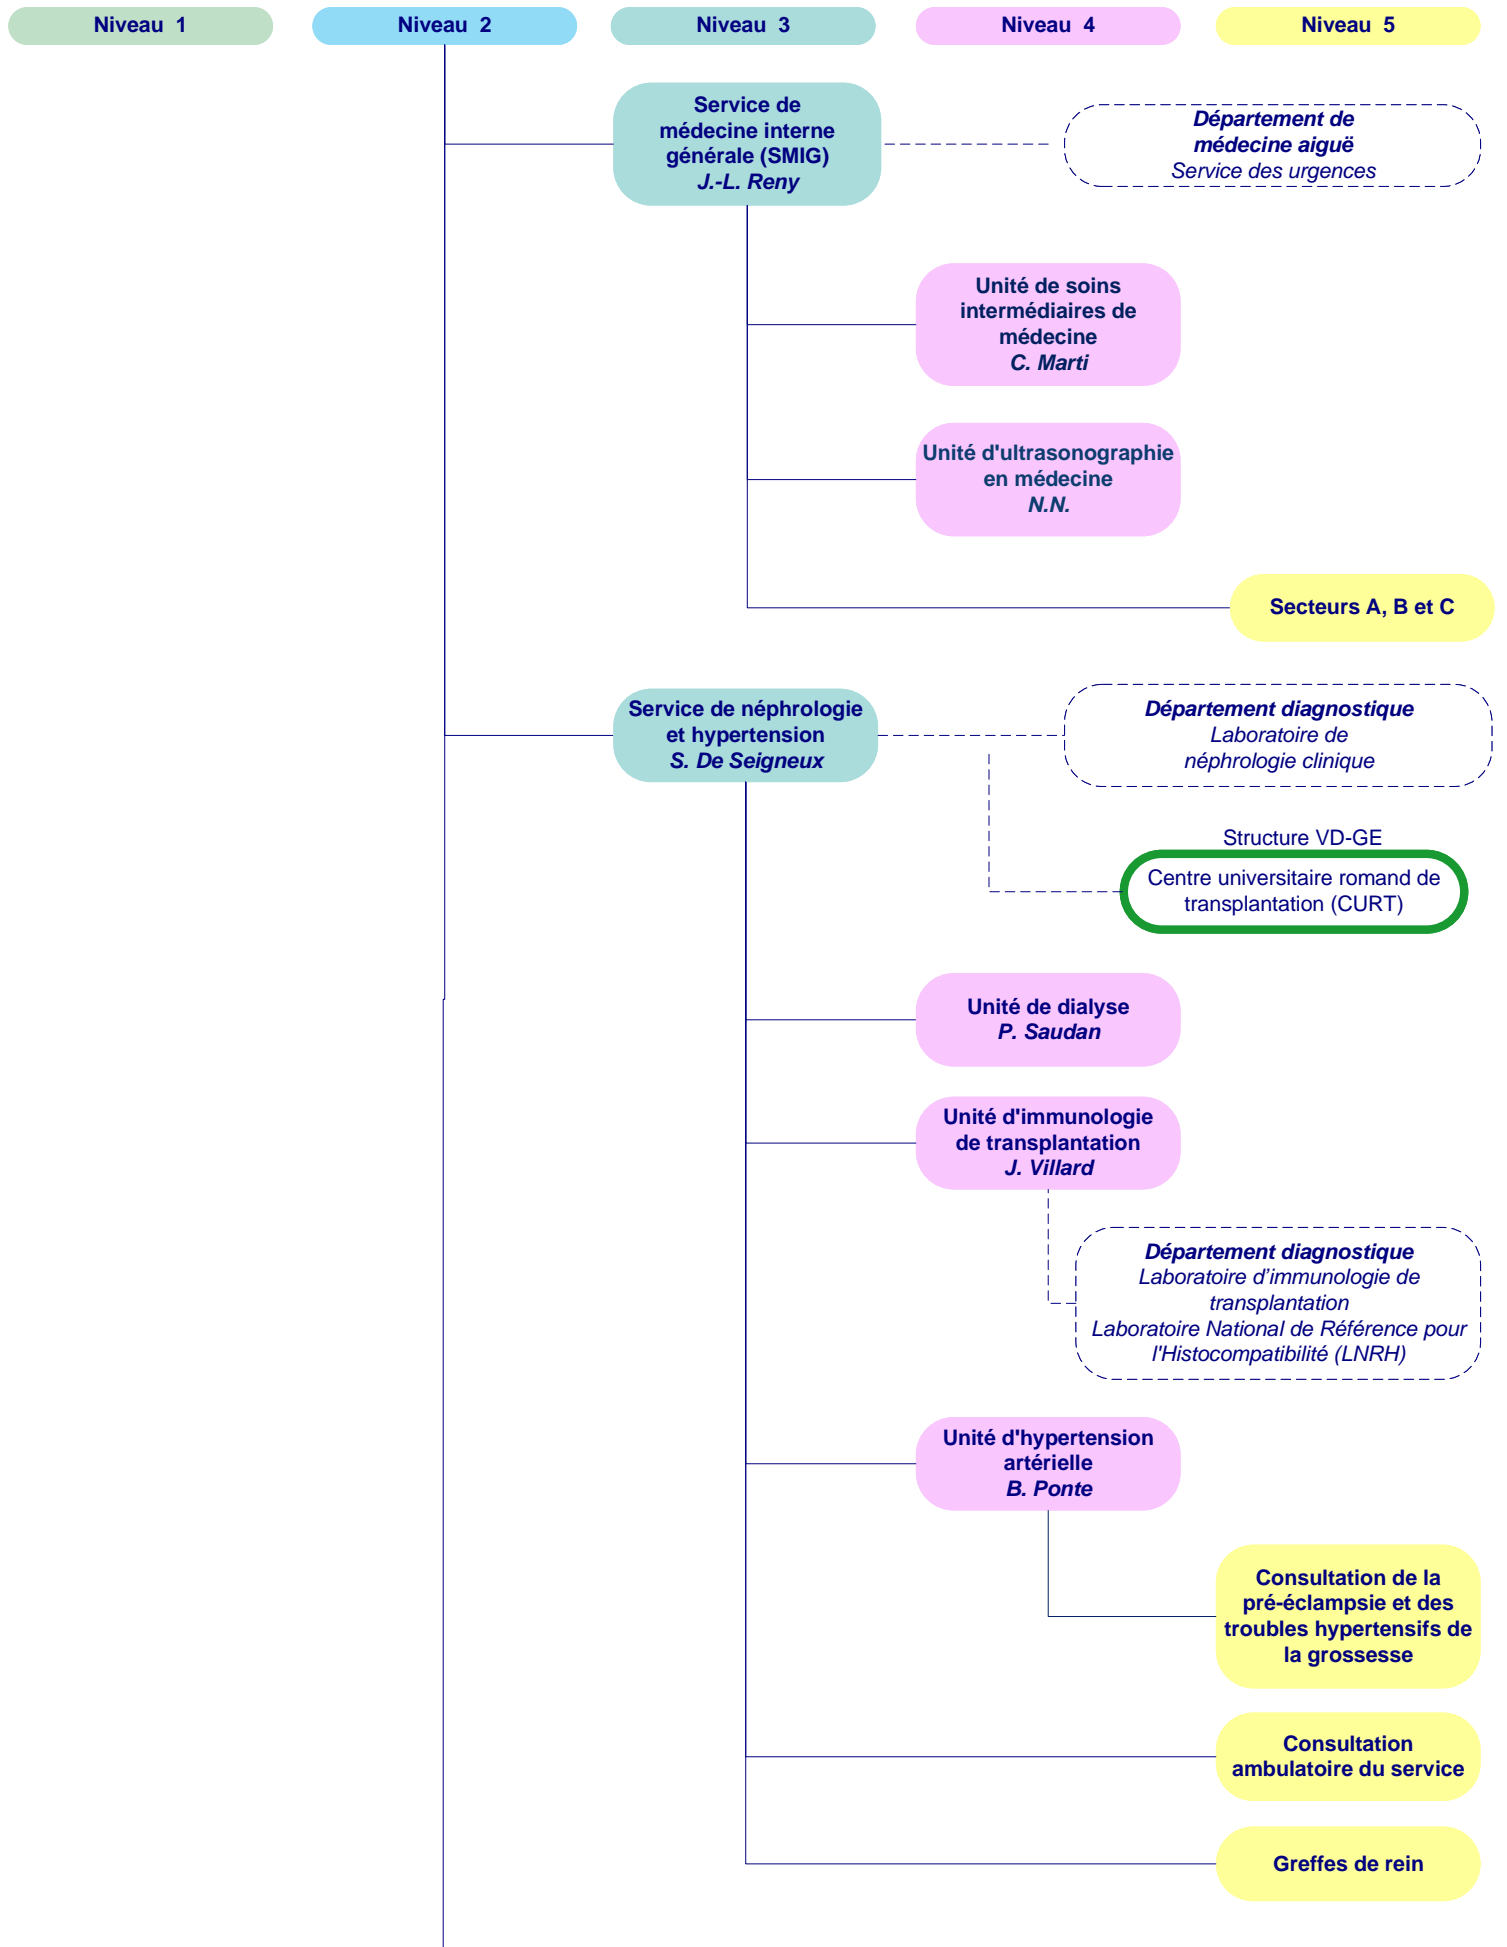 Niveau 1
Niveau 2
Niveau 3
Niveau 4
Niveau 5
Service de
médecine interne
générale (SMIG)
J.-L. Reny
Département de
médecine aiguë
Service des urgences
Unité de soins
intermédiaires de
médecine
C. Marti
Unité d'ultrasonographie
en médecine
N.N.
Secteurs A, B et C
Service de néphrologie
et hypertension
S. De Seigneux
Département diagnostique
Laboratoire de
néphrologie clinique
Structure VD-GE
Centre universitaire romand de
transplantation (CURT)
Unité de dialyse
P. Saudan
Unité d'immunologie
de transplantation
J. Villard
Département diagnostique
Laboratoire d’immunologie de
transplantation
Laboratoire National de Référence pour
l'Histocompatibilité (LNRH)
Unité d'hypertension
artérielle
B. Ponte
Consultation de la
pré-éclampsie et des
troubles hypertensifs de
la grossesse
Consultation
ambulatoire du service
Greffes de rein